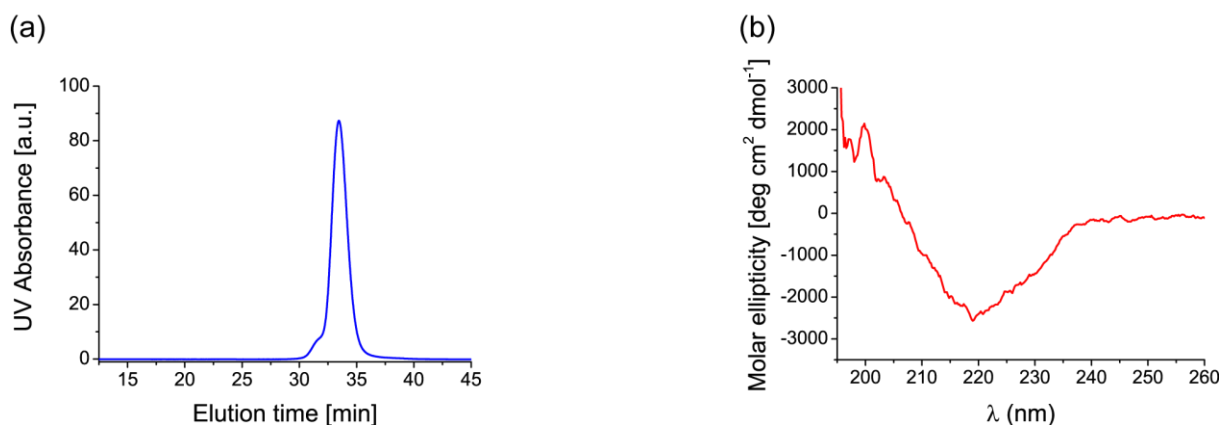 (a)
UV Absorbance [a.u.]
100
80
60
40
20
0
15 20 25 30 35 40 45
Elution time [min]
(b)
Molar ellipticity [deg cm² dmol⁻¹]
3000
2000
1000
0
-1000
-2000
-3000
200 210 220 230 240 250 260
λ (nm)